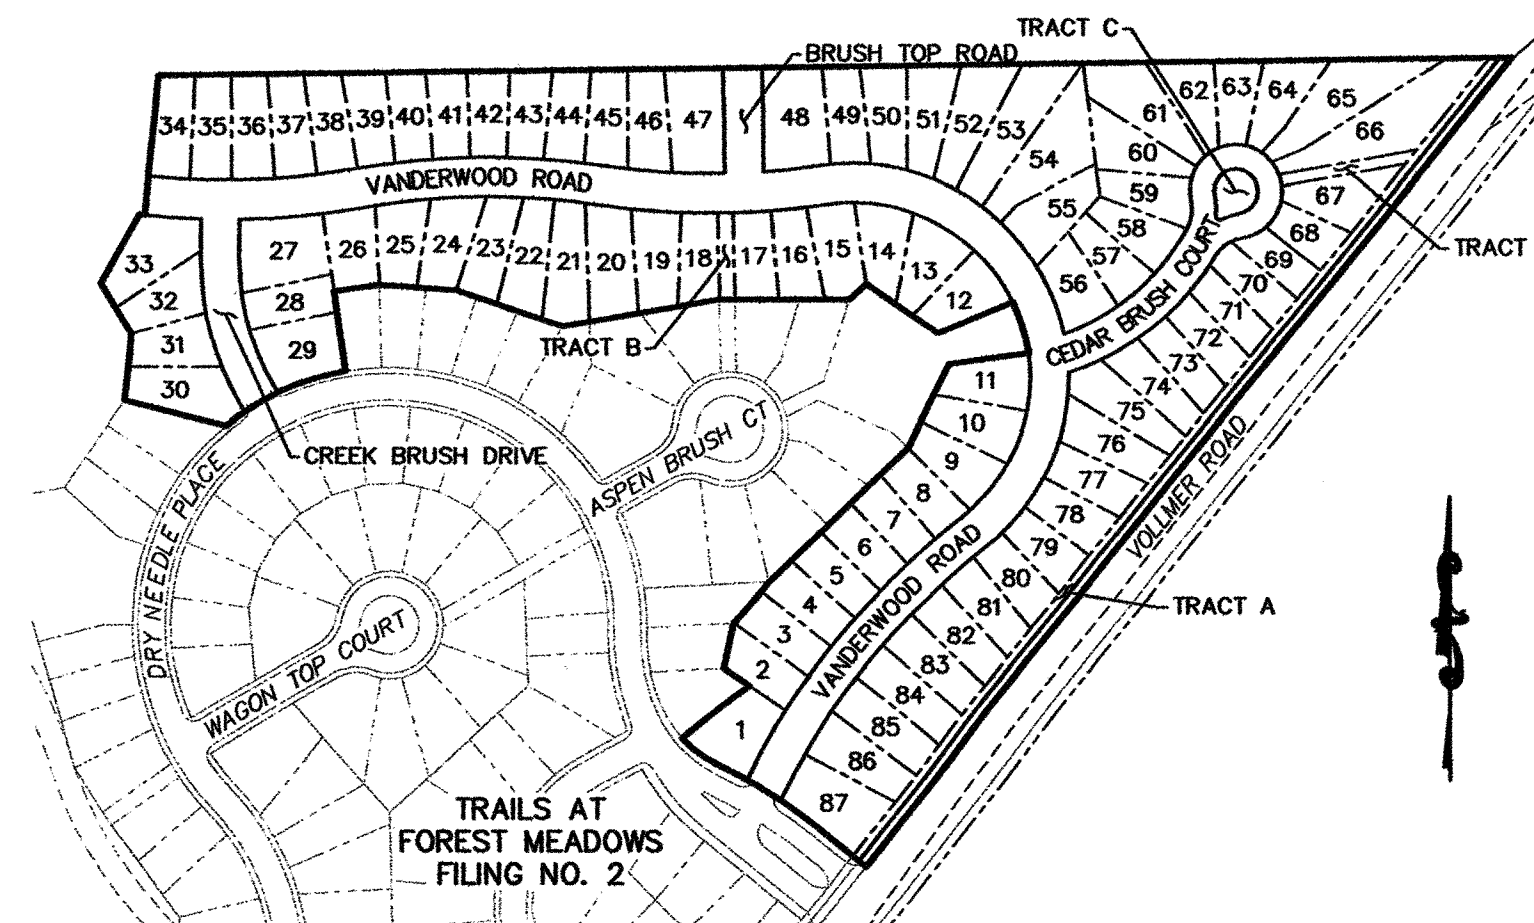 TRACT C
BRUSH TOP ROAD
34 35 36 37 38 39 40 41 42 43 44 45 46 47 48 49 50 51 52 53 54
61 62 63 64 65
66
60
59
58
57
55
56
67
68
69
70
71
72
73
74
75
76
77
78
79
80
81
82
83
84
85
86
87
VANDERWOOD ROAD
CEDAR BRUSH COURT
TRACT
33
32
31
30
27
28
29
26 25 24 23 22 21 20 19 18 17 16 15 14 13 12
TRACT B
11
10
9
8
7
6
5
4
3
2
1
CREEK BRUSH DRIVE
ASPEN BRUSH CT
DRY NEEDLE PLACE
WAGON TOP COURT
VANDERWOOD ROAD
VOLLMER ROAD
TRACT A
TRAILS AT
FOREST MEADOWS
FILING NO. 2